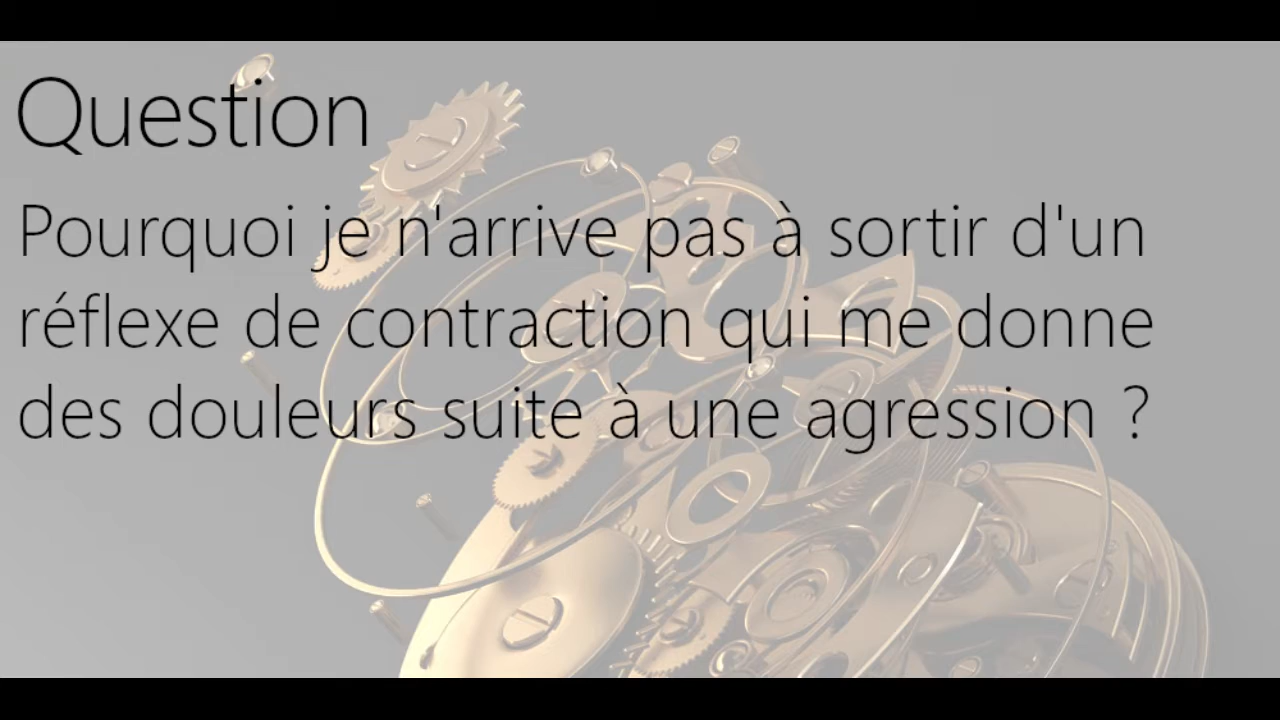 Question
Pourquoi je n'arrive pas à sortir d'un
réflexe de contraction qui me donne
des douleurs suite à une agression ?